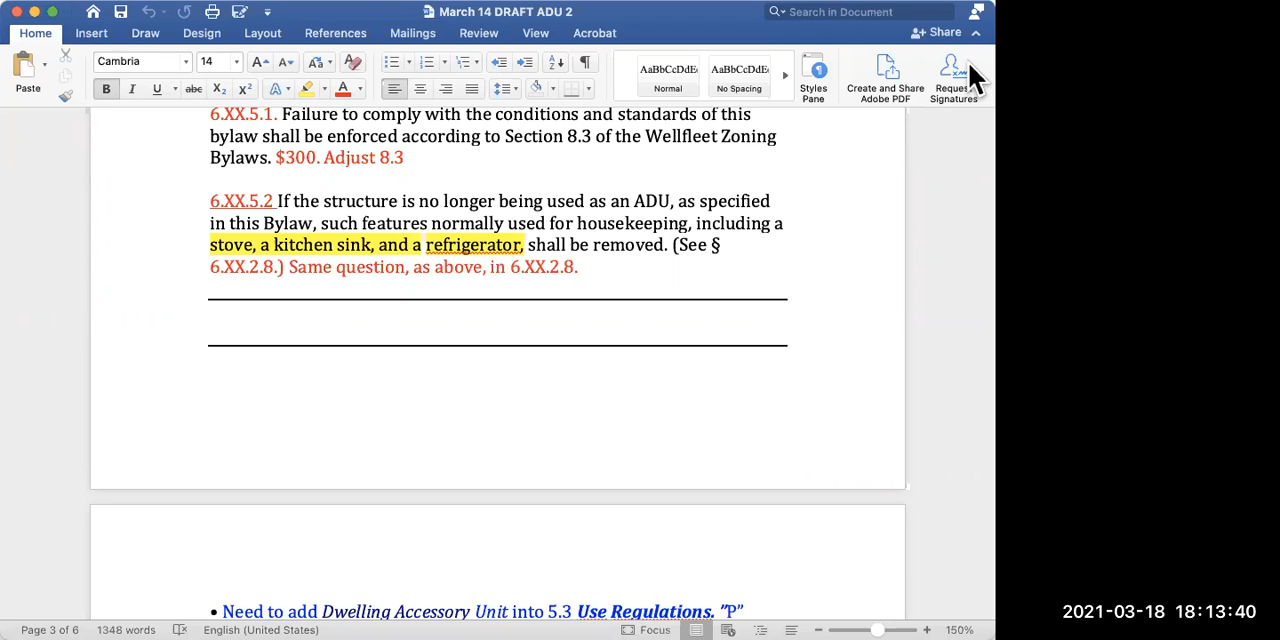 March 14 DRAFT ADU 2
Search in Document
Home Insert Draw Design Layout References Mailings Review View Acrobat Share
Paste
Cambria 14
AaBbCcDdE AaBbCcDdE
Normal No Spacing
Styles Pane
Create and Share Adobe PDF
Signatures
6.XX.5.1. Failure to comply with the conditions and standards of this
bylaw shall be enforced according to Section 8.3 of the Wellfleet Zoning
Bylaws. $300. Adjust 8.3
6.XX.5.2 If the structure is no longer being used as an ADU, as specified
in this Bylaw, such features normally used for housekeeping, including a
stove, a kitchen sink, and a refrigerator, shall be removed. (See §
6.XX.2.8.) Same question, as above, in 6.XX.2.8.
• Need to add Dwelling Accessory Unit into 5.3 Use Regulations. "P"
Page 3 of 6 1348 words English (United States) Focus 150%
2021-03-18 18:13:40